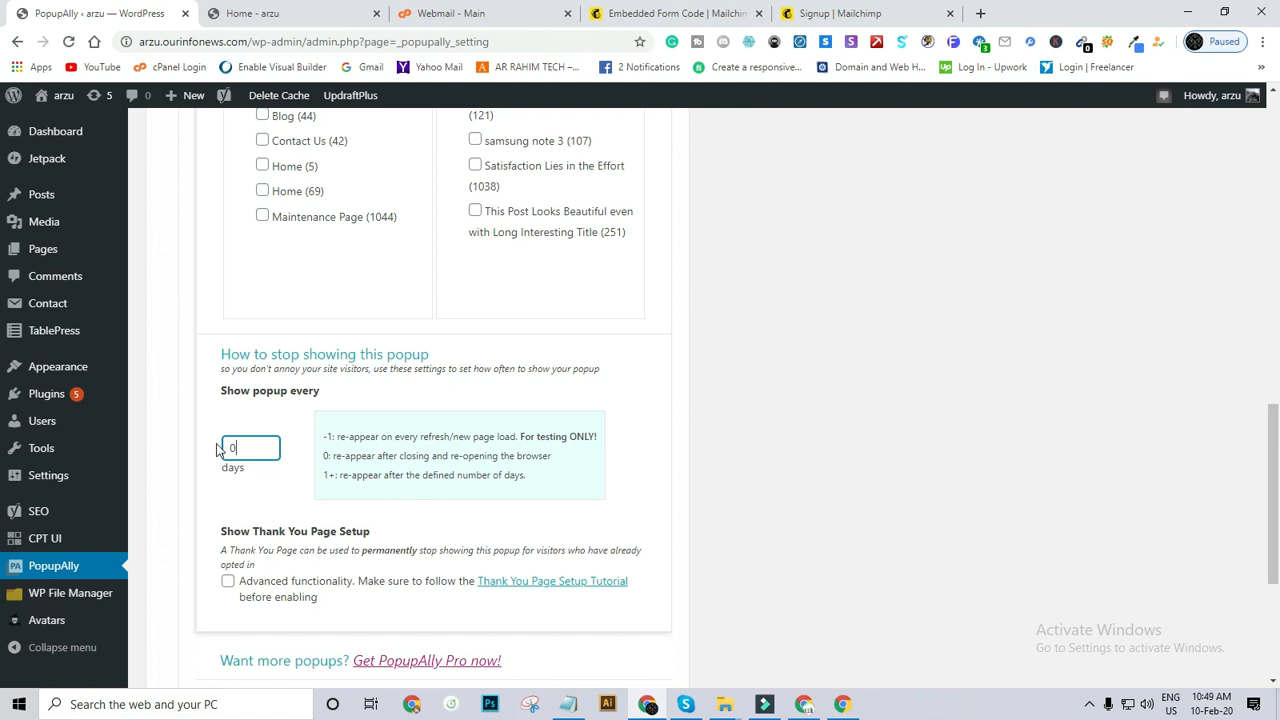 PopupAlly ‹ arzu — WordPress
Home - arzu
Webmail - Main
Embedded Form Code | Mailchim
Signup | Mailchimp
arzu.ourinfonews.com/wp-admin/admin.php?page=_popupally_setting
Paused
Apps
YouTube
cPanel Login
Enable Visual Builder
Gmail
Yahoo Mail
AR RAHIM TECH –...
2 Notifications
Create a responsive...
Domain and Web H...
Log In - Upwork
Login | Freelancer
arzu
5
0
New
Delete Cache
UpdraftPlus
Howdy, arzu
Dashboard
Jetpack
Posts
Media
Pages
Comments
Contact
TablePress
Appearance
Plugins 5
Users
Tools
Settings
SEO
CPT UI
PopupAlly
WP File Manager
Avatars
Collapse menu
Blog (44)
Contact Us (42)
Home (5)
Home (69)
Maintenance Page (1044)
(121)
samsung note 3 (107)
Satisfaction Lies in the Effort
(1038)
This Post Looks Beautiful even
with Long Interesting Title (251)
How to stop showing this popup
so you don't annoy your site visitors, use these settings to set how often to show your popup
Show popup every
0
days
-1: re-appear on every refresh/new page load. For testing ONLY!
0: re-appear after closing and re-opening the browser
1+: re-appear after the defined number of days.
Show Thank You Page Setup
A Thank You Page can be used to permanently stop showing this popup for visitors who have already
opted in
Advanced functionality. Make sure to follow the Thank You Page Setup Tutorial
before enabling
Want more popups? Get PopupAlly Pro now!
Activate Windows
Go to Settings to activate Windows.
Search the web and your PC
ENG
US
10:49 AM
10-Feb-20